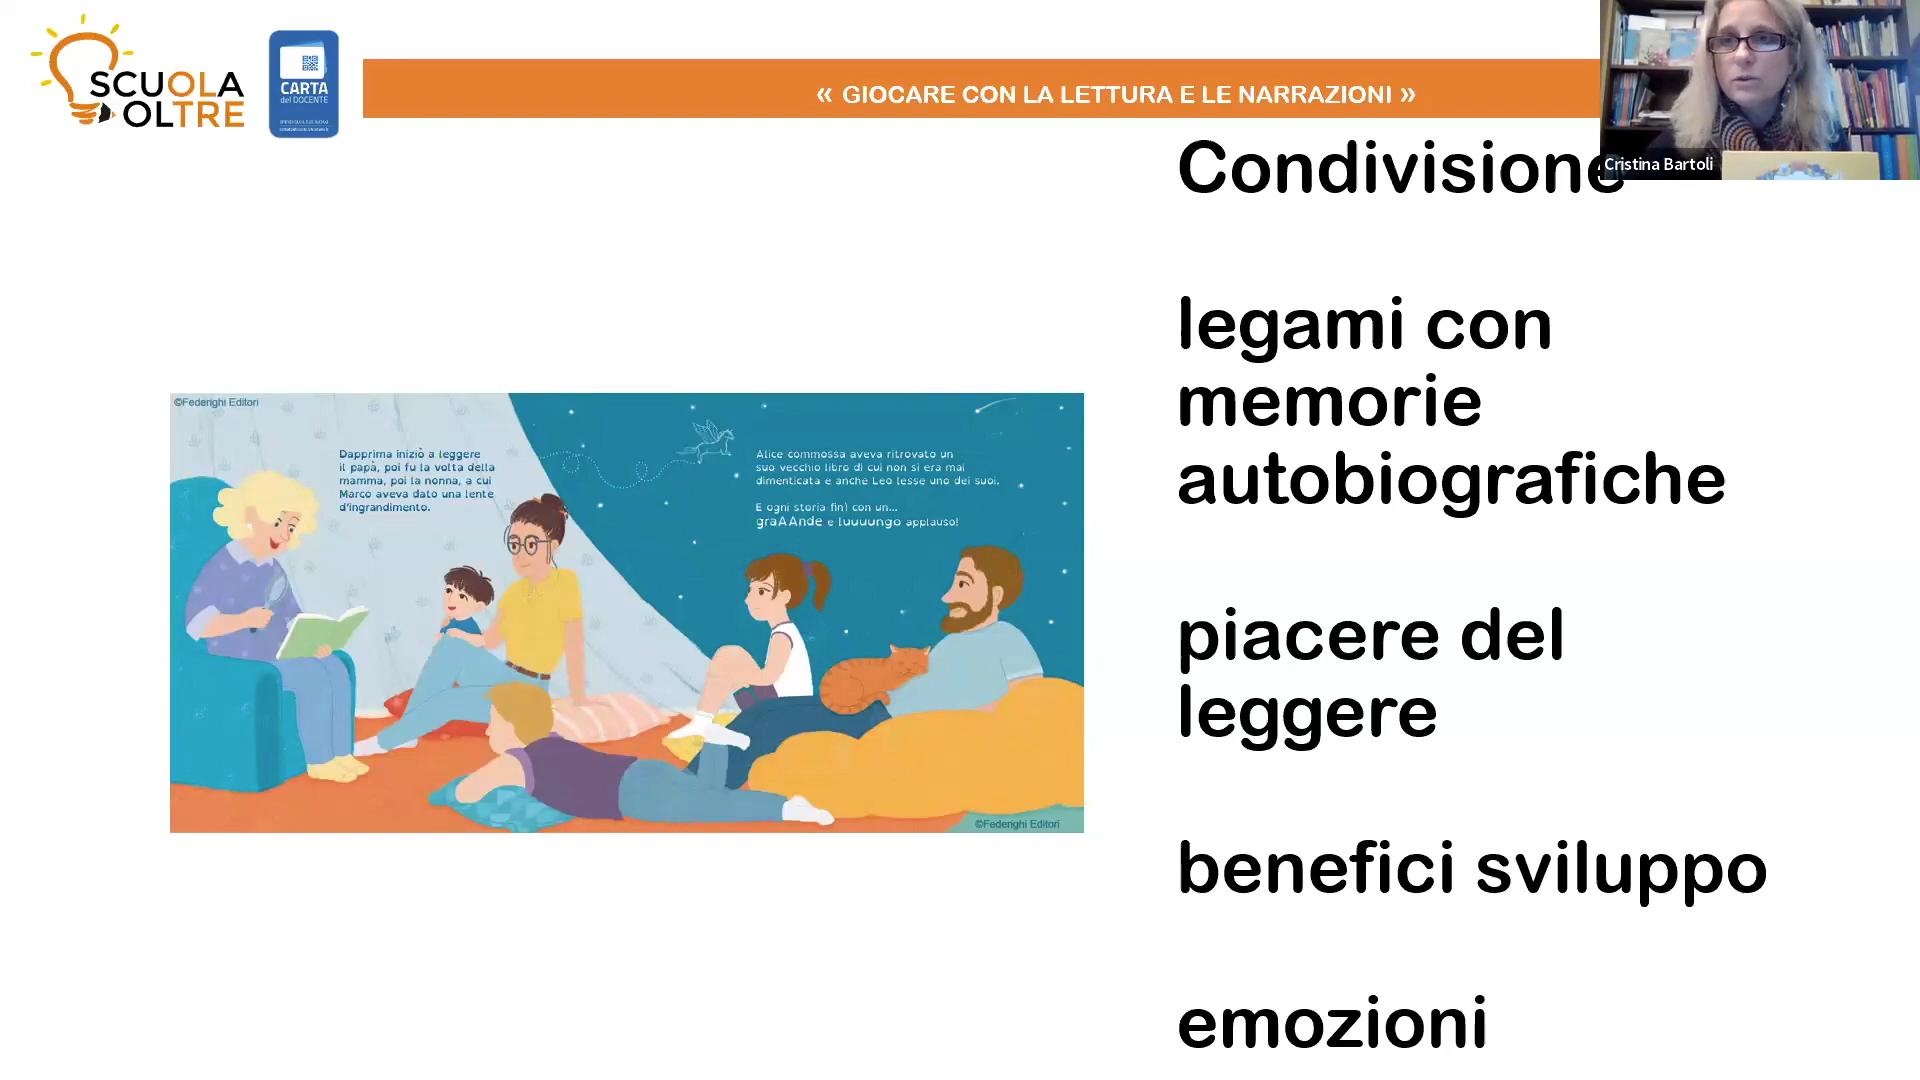 SCUOLA
OLTRE
CARTA
del DOCENTE
« GIOCARE CON LA LETTURA E LE NARRAZIONI »
Cristina Bartoli
Condivisione
legami con
memorie
autobiografiche
piacere del
leggere
benefici sviluppo
emozioni
©Federighi Editori
Dapprima iniziò a leggere
il papà, poi fu la volta della
mamma, poi la nonna, a cui
Marco aveva dato una lente
d'ingrandimento.
Alice commossa aveva ritrovato un
suo vecchio libro di cui non si era mai
dimenticata e anche Leo lesse uno dei suoi.
E ogni storia finì con un...
graAAnde e luuuungo applauso!
©Federighi Editori